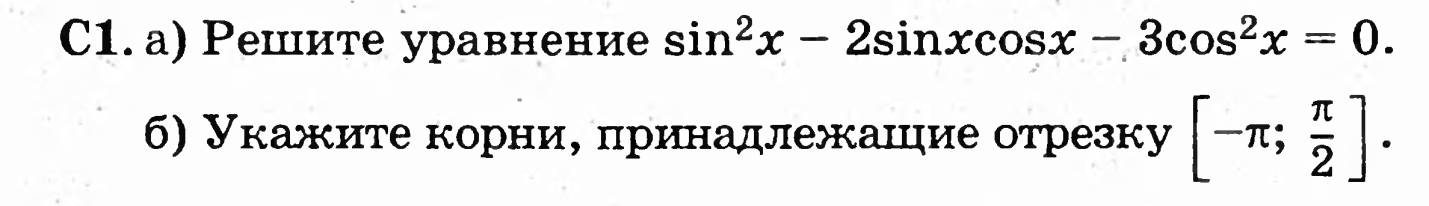 C1. а) Решите уравнение sin²x − 2sinxcosx − 3cos²x = 0.
б) Укажите корни, принадлежащие отрезку [−π; π/2].